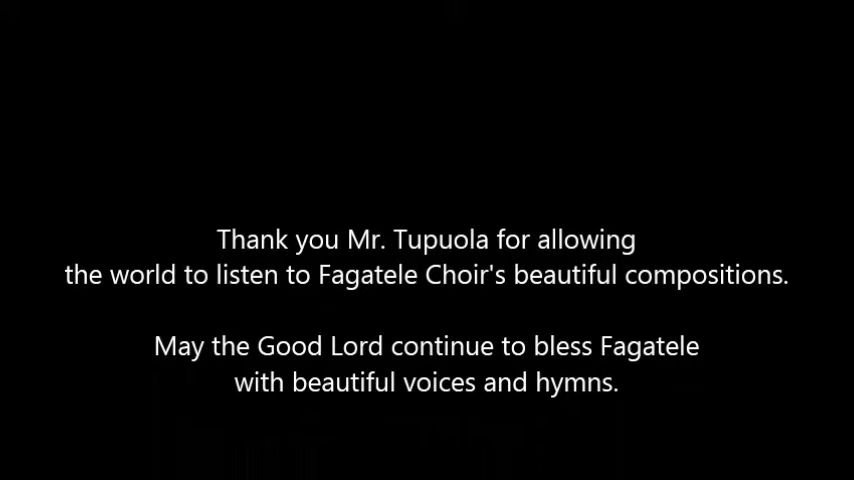 Thank you Mr. Tupuola for allowing
the world to listen to Fagatele Choir's beautiful compositions.
May the Good Lord continue to bless Fagatele
with beautiful voices and hymns.